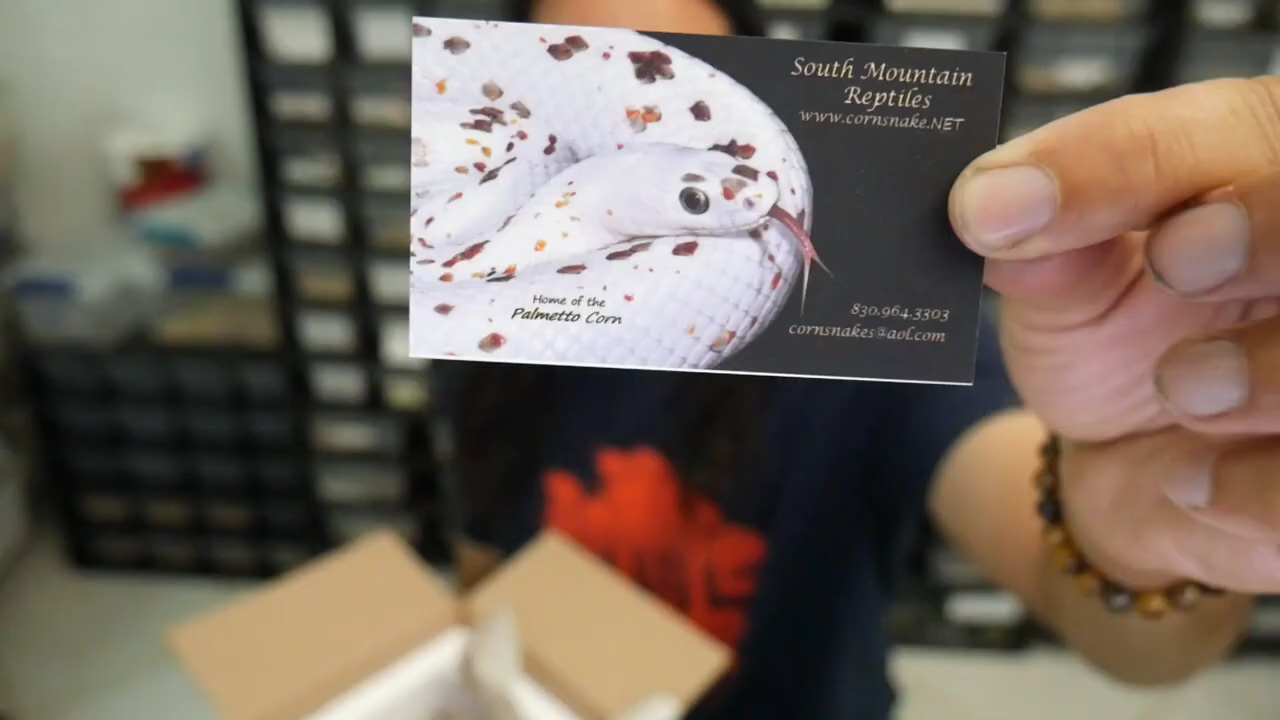 South Mountain
Reptiles
www.cornsnake.NET
Home of the
Palmetto Corn
830.964.3303
cornsnakes@aol.com